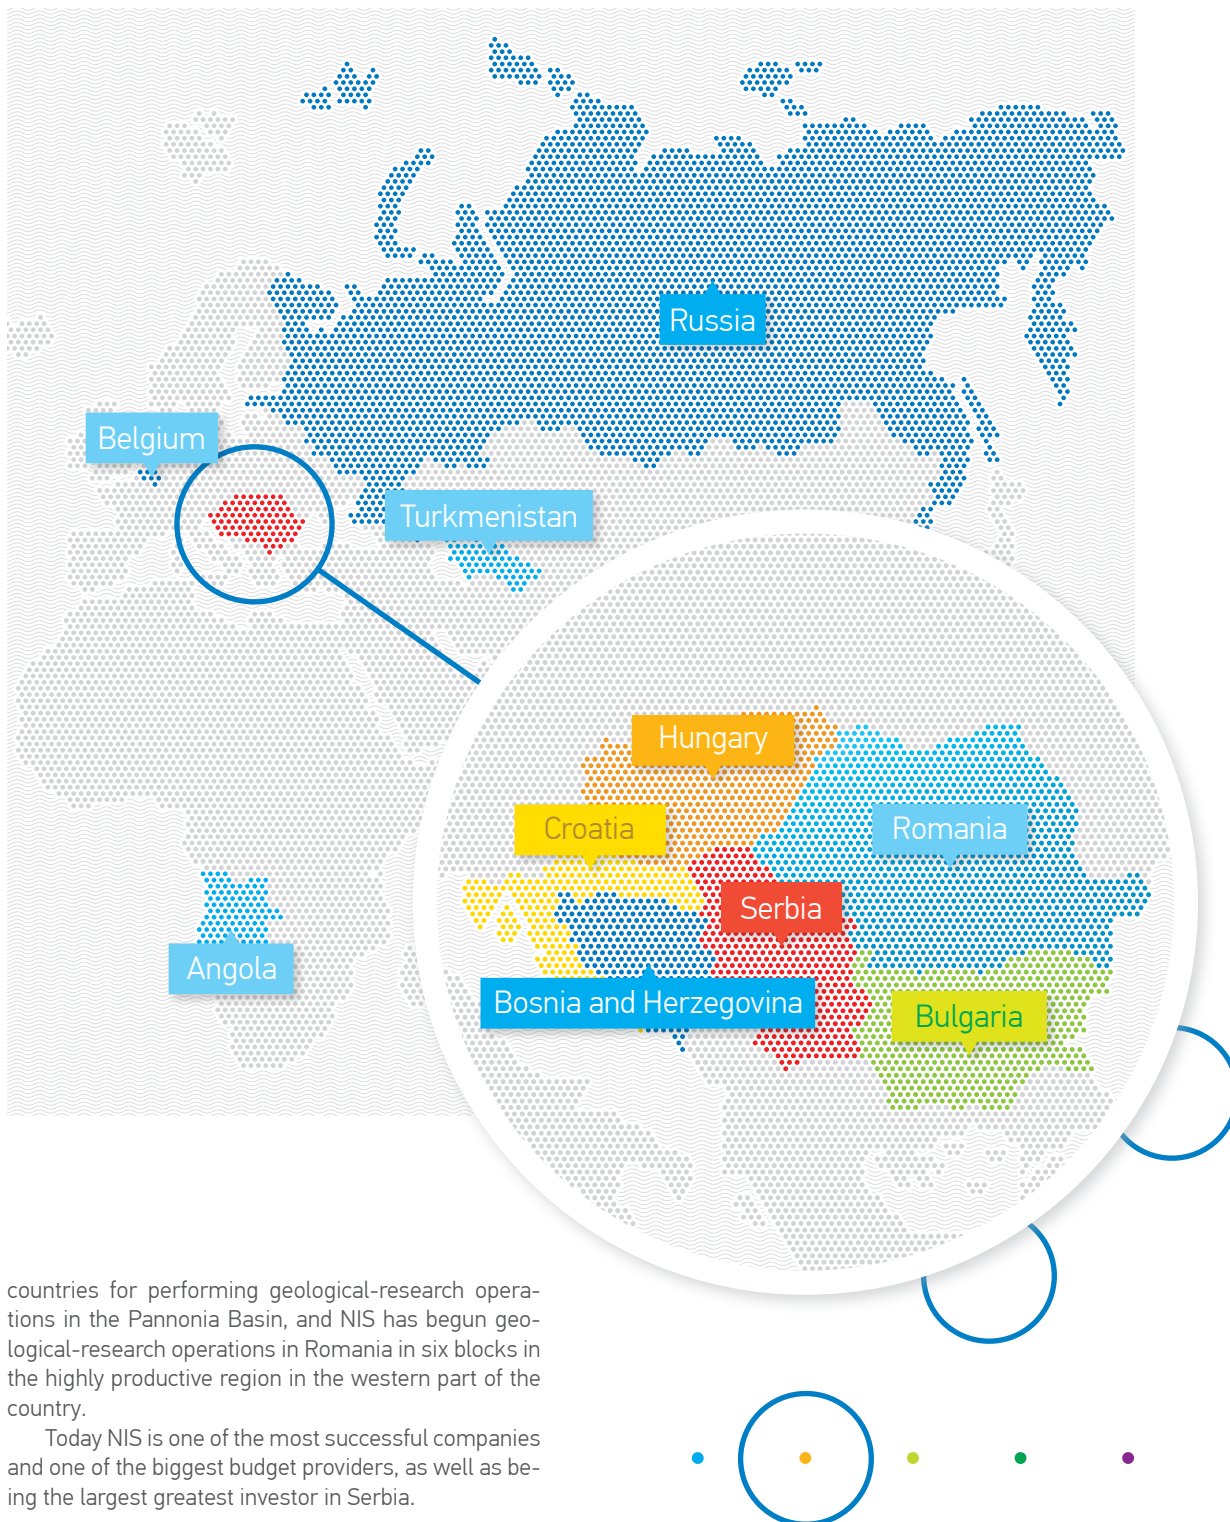 Russia
Belgium
Turkmenistan
Hungary
Croatia
Romania
Serbia
Angola
Bosnia and Herzegovina
Bulgaria
countries for performing geological-research opera-
tions in the Pannonia Basin, and NIS has begun geo-
logical-research operations in Romania in six blocks in
the highly productive region in the western part of the
country.
Today NIS is one of the most successful companies
and one of the biggest budget providers, as well as be-
ing the largest greatest investor in Serbia.